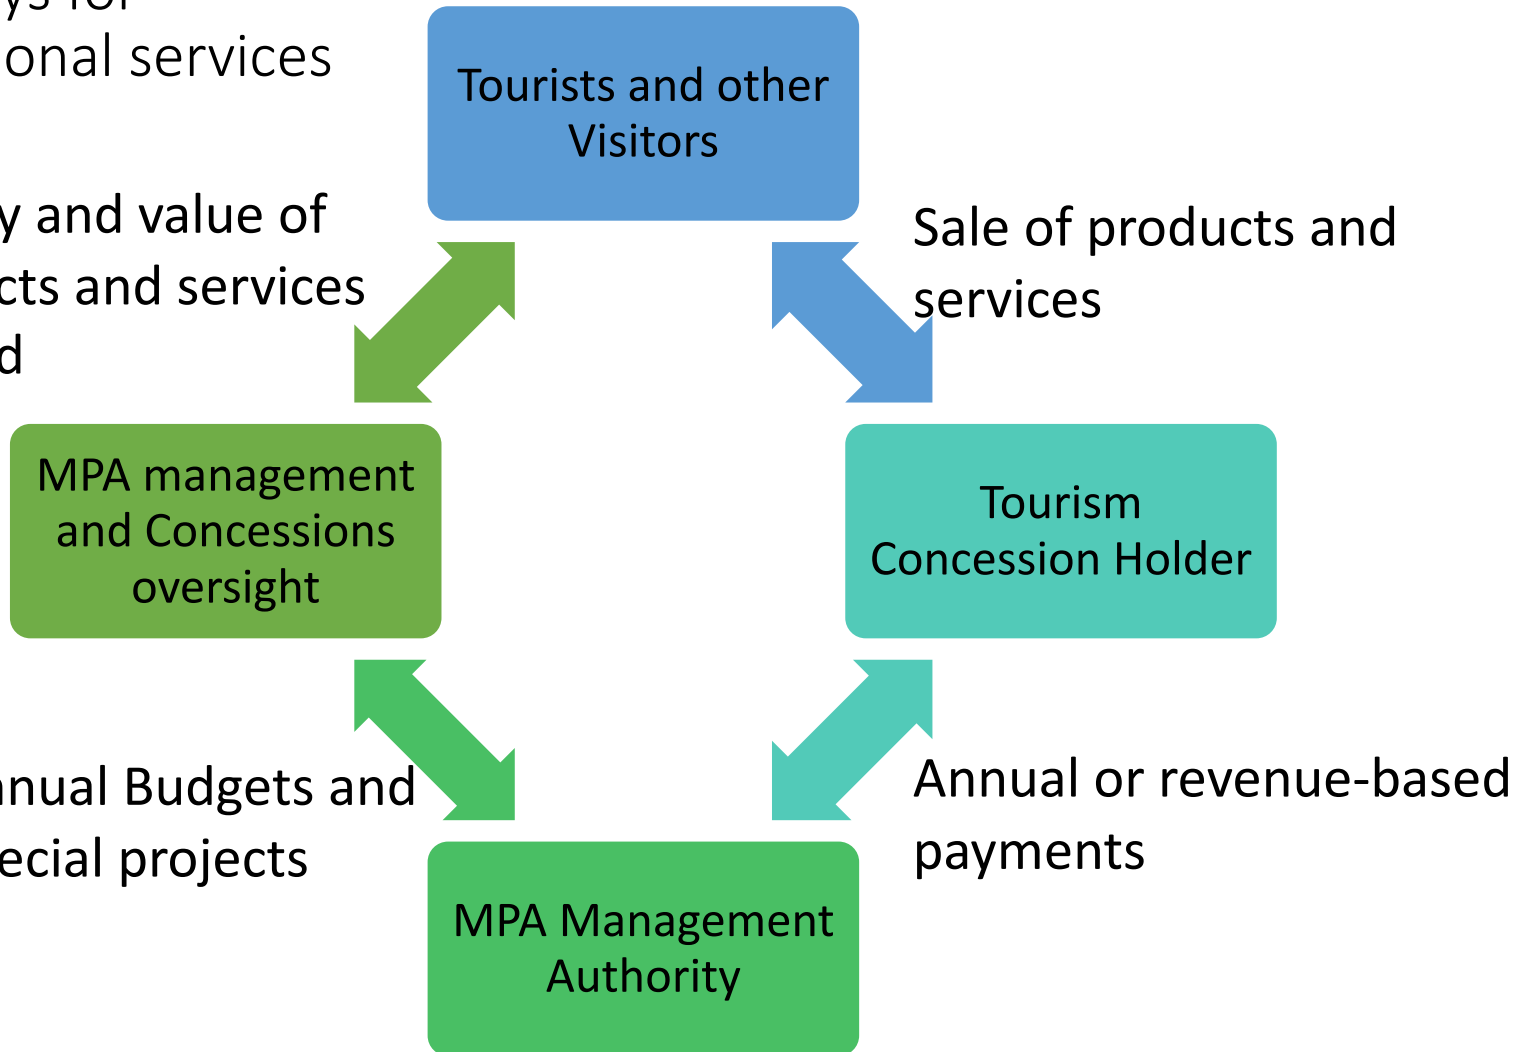 onal services
Tourists and other
Visitors
y and value of
cts and services
d
Sale of products and
services
MPA management
and Concessions
oversight
Tourism
Concession Holder
nual Budgets and
ecial projects
Annual or revenue-based
payments
MPA Management
Authority